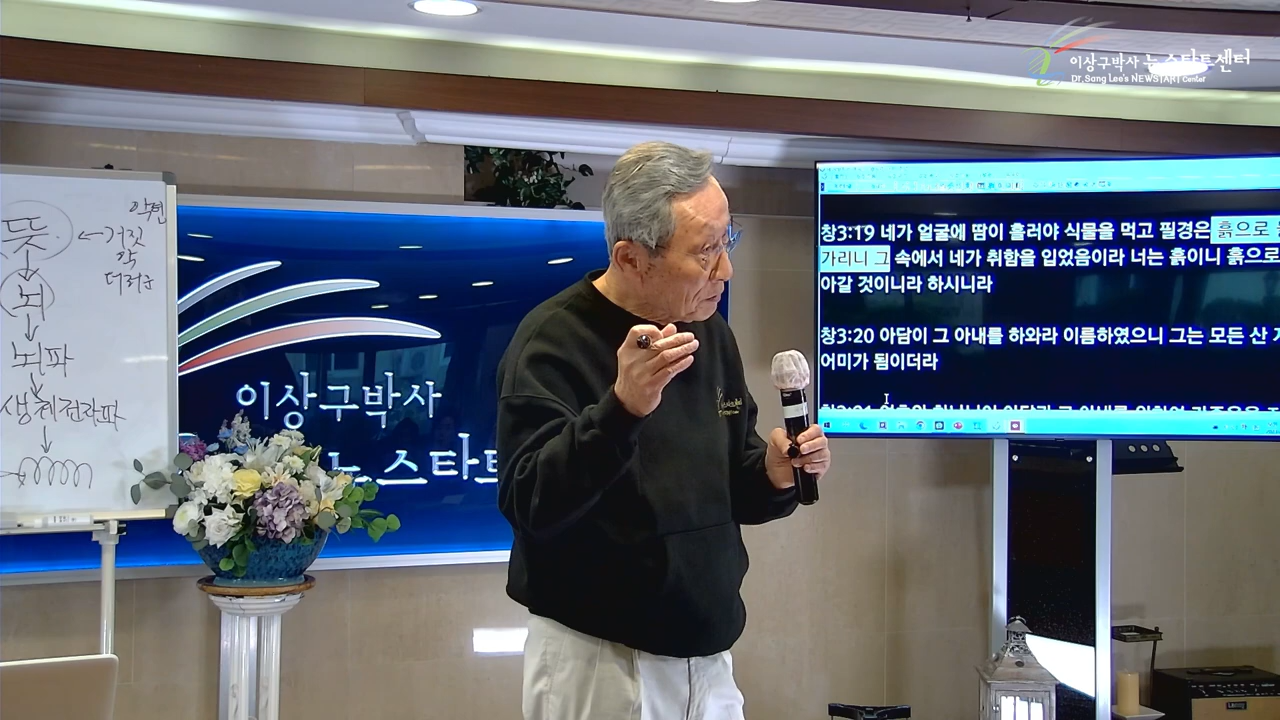 이상구박사 뉴스타트센터
Dr. Sang Lee's NEWSTART Center
악편
뜻. ← 거짓
악
더러운
뇌
뇌파
생체전자파
이상구박사
뉴스타트
창3:19 네가 얼굴에 땀이 흘러야 식물을 먹고 필경은 흙으로
가리니 그 속에서 네가 취함을 입었음이라 너는 흙이니 흙으로
아갈 것이니라 하시니라
창3:20 아담이 그 아내를 하와라 이름하였으니 그는 모든 산
어미가 됨이더라
Laney